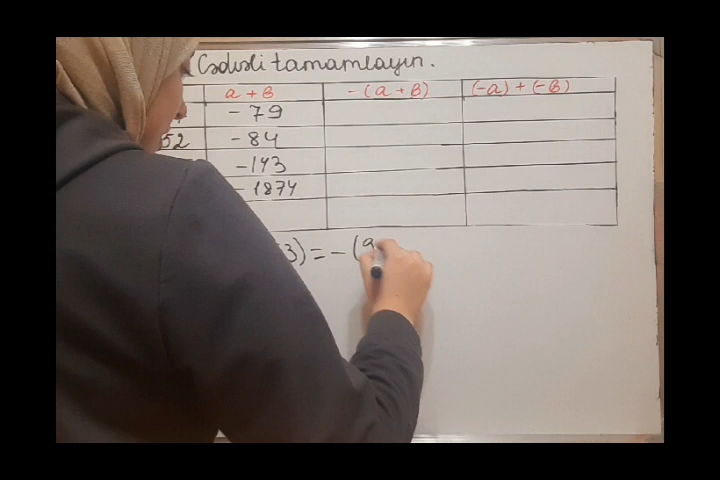 Cədvəli tamamlayın.
a + b -(a + b) (-a) + (-b)
-79
52 -84
-143
-1874
3) = -(